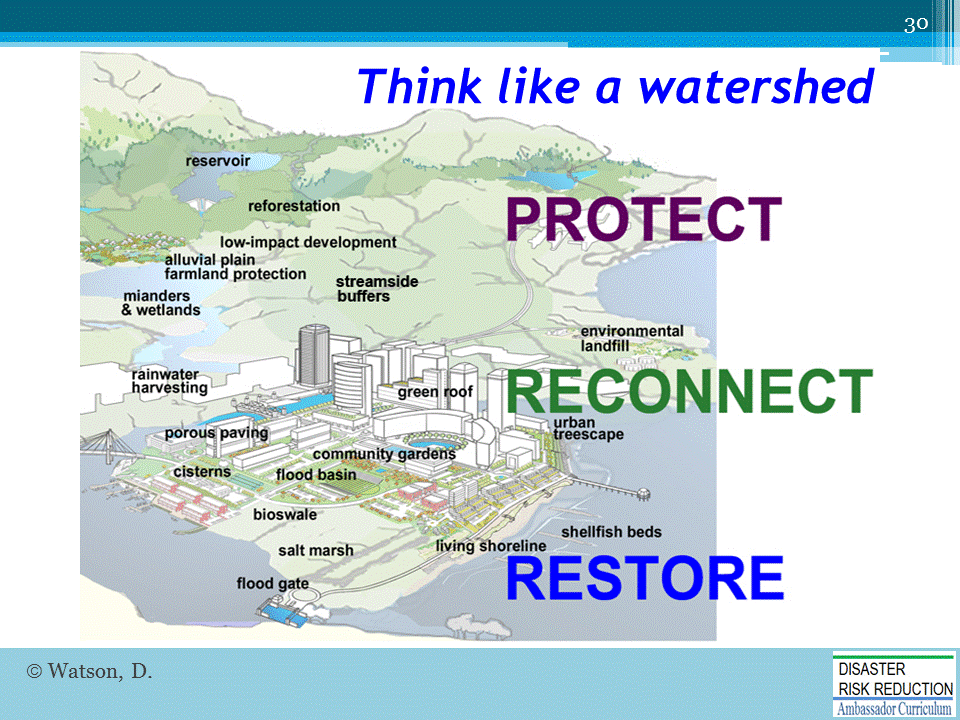 30
Think like a watershed
reservoir
reforestation
PROTECT
low-impact development
alluvial plain
farmland protection
streamside
buffers
mianders
& wetlands
environmental
landfill
rainwater
harvesting
green roof
RECONNECT
urban
treescape
porous paving
community gardens
cisterns
flood basin
bioswale
shellfish beds
living shoreline
salt marsh
RESTORE
flood gate
© Watson, D.
DISASTER
RISK REDUCTION
Ambassador Curriculum